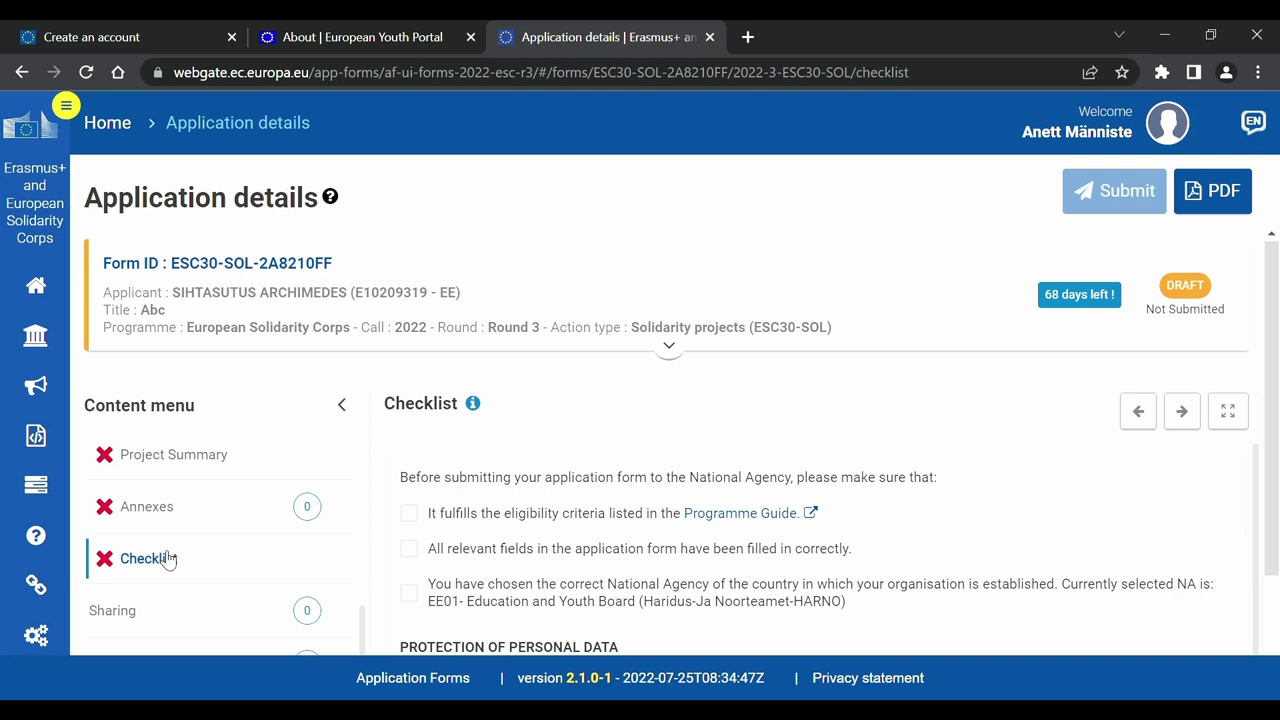 Create an account
About | European Youth Portal
Application details | Erasmus+ an
webgate.ec.europa.eu/app-forms/af-ui-forms-2022-esc-r3/#/forms/ESC30-SOL-2A8210FF/2022-3-ESC30-SOL/checklist
Home > Application details
Welcome
Anett Männiste
EN
Erasmus+
and
European
Solidarity
Corps
Application details
Submit
PDF
Form ID : ESC30-SOL-2A8210FF
Applicant : SIHTASUTUS ARCHIMEDES (E10209319 - EE)
Title : Abc
Programme : European Solidarity Corps - Call : 2022 - Round : Round 3 - Action type : Solidarity projects (ESC30-SOL)
68 days left !
DRAFT
Not Submitted
Content menu
Project Summary
Annexes 0
Checklist
Sharing 0
Checklist
Before submitting your application form to the National Agency, please make sure that:
It fulfills the eligibility criteria listed in the Programme Guide.
All relevant fields in the application form have been filled in correctly.
You have chosen the correct National Agency of the country in which your organisation is established. Currently selected NA is:
EE01- Education and Youth Board (Haridus-Ja Noorteamet-HARNO)
PROTECTION OF PERSONAL DATA
Application Forms | version 2.1.0-1 - 2022-07-25T08:34:47Z | Privacy statement